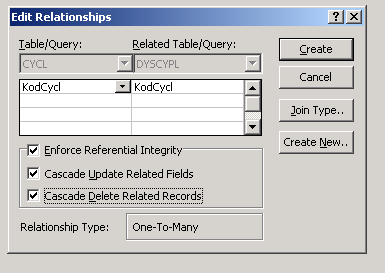 Edit Relationships
Table/Query: Related Table/Query:
CYCL DYSCYPL
KodCycl KodCycl
Enforce Referential Integrity
Cascade Update Related Fields
Cascade Delete Related Records
Relationship Type: One-To-Many
Create
Cancel
Join Type..
Create New..